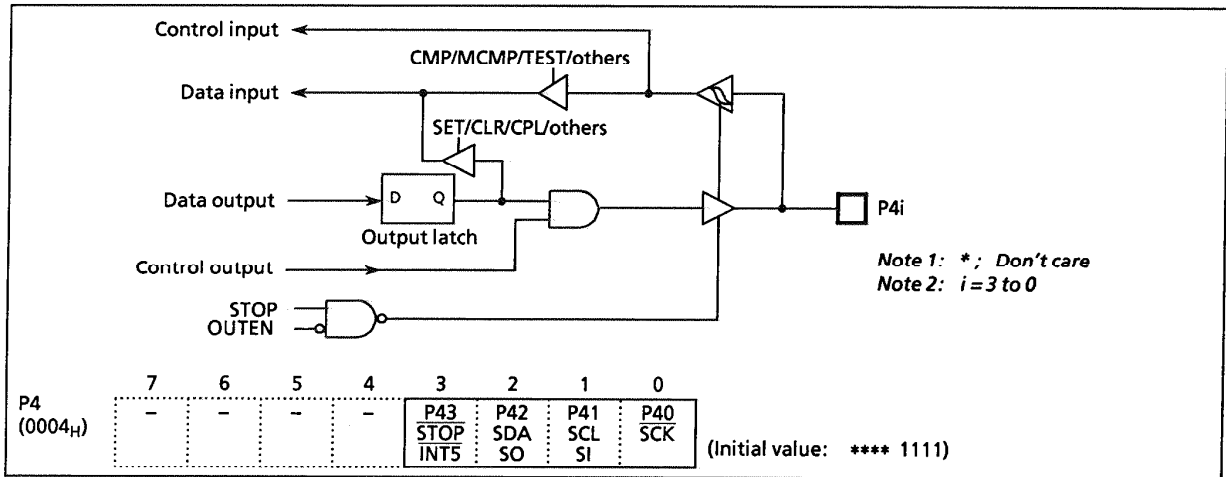 Control input
CMP/MCMP/TEST/others
Data input
SET/CLR/CPL/others
Data output
D Q
P4i
Output latch
Control output
Note 1: * ; Don't care
Note 2: i = 3 to 0
STOP
OUTEN
7 6 5 4 3 2 1 0
P4
(0004H)
– – – – P43 P42 P41 P40
STOP SDA SCL SCK
INT5 SO SI
(Initial value: **** 1111)